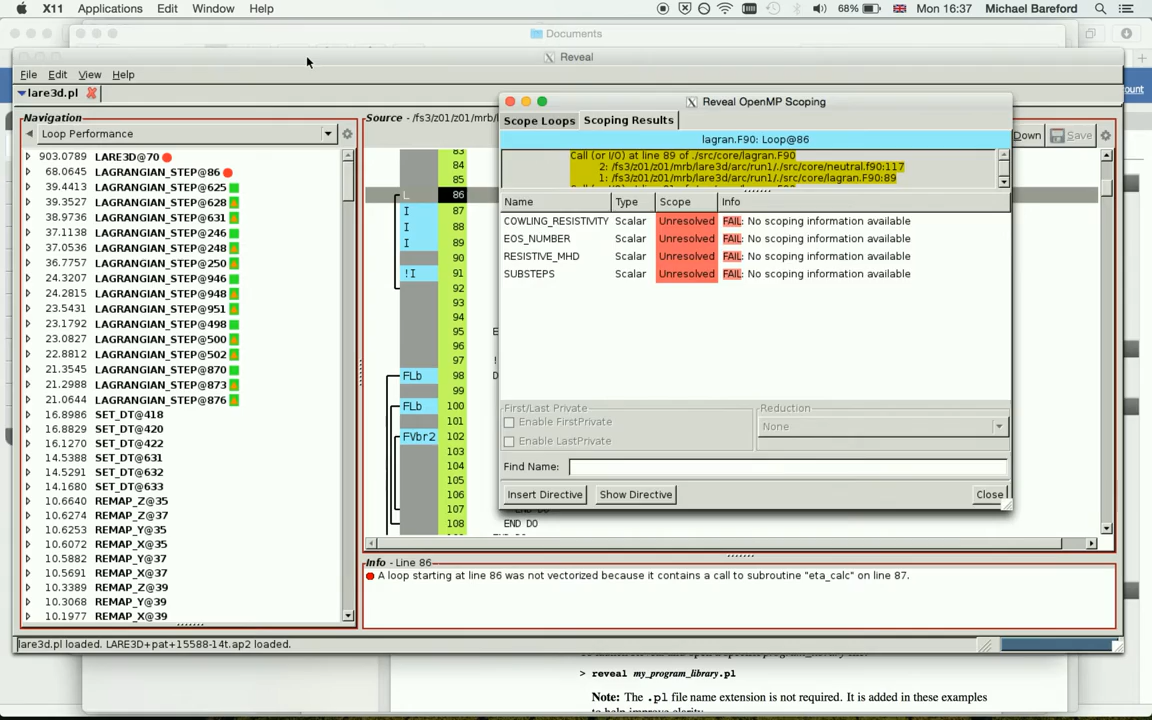 X11 Applications Edit Window Help 68% Mon 16:37 Michael Bareford
Documents
Reveal
File Edit View Help
lare3d.pl
Navigation
Loop Performance
903.0789 LARE3D@70
68.0645 LAGRANGIAN_STEP@86
39.4413 LAGRANGIAN_STEP@625
39.3527 LAGRANGIAN_STEP@628
38.9736 LAGRANGIAN_STEP@631
37.1138 LAGRANGIAN_STEP@246
37.0536 LAGRANGIAN_STEP@248
36.7757 LAGRANGIAN_STEP@250
24.3207 LAGRANGIAN_STEP@946
24.2815 LAGRANGIAN_STEP@948
23.5431 LAGRANGIAN_STEP@951
23.1792 LAGRANGIAN_STEP@498
23.0827 LAGRANGIAN_STEP@500
22.8812 LAGRANGIAN_STEP@502
21.3545 LAGRANGIAN_STEP@870
21.2988 LAGRANGIAN_STEP@873
21.0644 LAGRANGIAN_STEP@876
16.8986 SET_DT@418
16.8829 SET_DT@420
16.1270 SET_DT@422
14.5388 SET_DT@631
14.5291 SET_DT@632
14.1680 SET_DT@633
10.6640 REMAP_Z@35
10.6274 REMAP_Z@37
10.6253 REMAP_Y@35
10.6072 REMAP_X@35
10.5882 REMAP_Y@37
10.5691 REMAP_X@37
10.3389 REMAP_Z@39
10.3068 REMAP_Y@39
10.1977 REMAP_X@39
Source - /fs3/z01/z01/mrb/
Down Save
83
84
85
L 86
I 87
I 88
I 89
90
!I 91
92
93
94
95 E
96
97 !
FLb 98 D
99
FLb 100
101
FVbr2 102
103
104
105
106
107 END DO
108 END DO
Reveal OpenMP Scoping
Scope Loops Scoping Results
lagran.F90: Loop@86
Call (or I/O) at line 89 of ./src/core/lagran.F90
2: /fs3/z01/z01/mrb/lare3d/arc/run1/./src/core/neutral.f90:117
1: /fs3/z01/z01/mrb/lare3d/arc/run1/./src/core/lagran.F90:89
Name Type Scope Info
COWLING_RESISTIVITY Scalar Unresolved FAIL: No scoping information available
EOS_NUMBER Scalar Unresolved FAIL: No scoping information available
RESISTIVE_MHD Scalar Unresolved FAIL: No scoping information available
SUBSTEPS Scalar Unresolved FAIL: No scoping information available
First/Last Private Reduction
Enable FirstPrivate None
Enable LastPrivate
Find Name:
Insert Directive Show Directive Close
Info - Line 86
A loop starting at line 86 was not vectorized because it contains a call to subroutine "eta_calc" on line 87.
lare3d.pl loaded. LARE3D+pat+15588-14t.ap2 loaded.
> reveal my_program_library.pl
Note: The .pl file name extension is not required. It is added in these examples
to help improve clarity.
ount